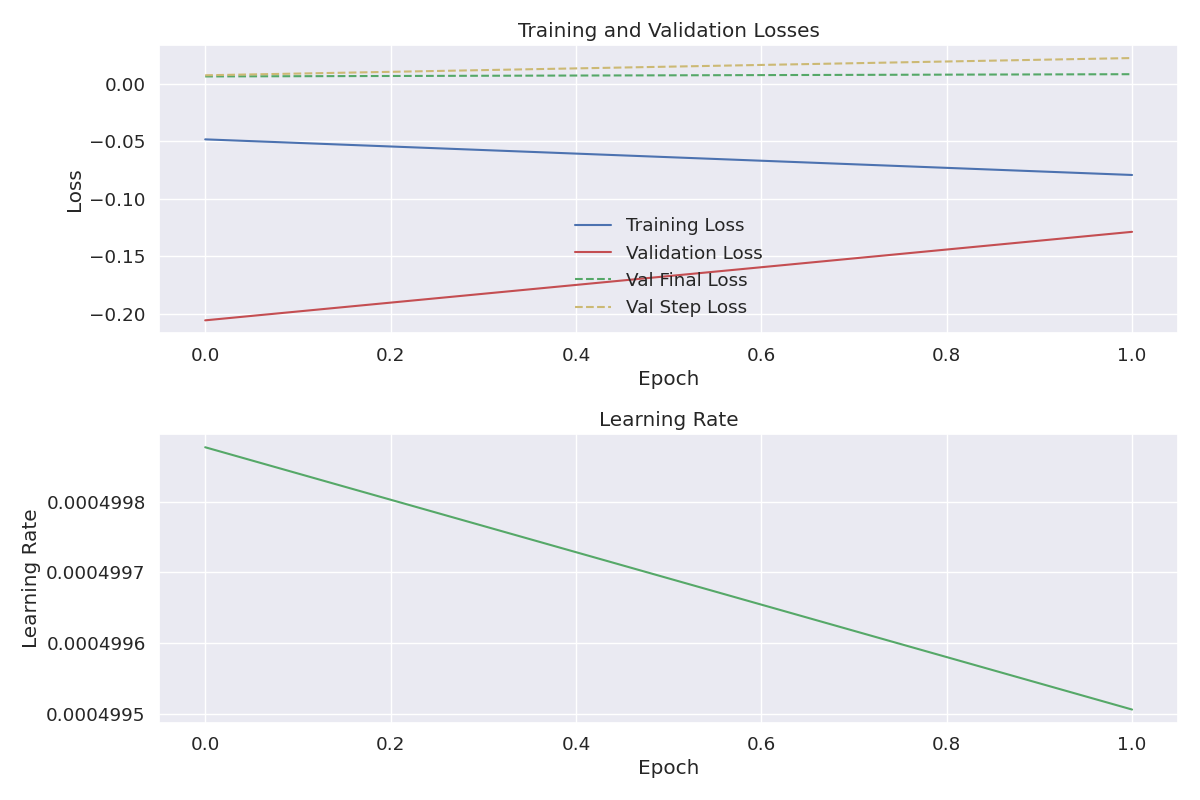 Training and Validation Losses
0.00
−0.05
−0.10
−0.15
−0.20
Loss
Training Loss
Validation Loss
Val Final Loss
Val Step Loss
0.0 0.2 0.4 0.6 0.8 1.0
Epoch
Learning Rate
0.0004998
0.0004997
0.0004996
0.0004995
Learning Rate
0.0 0.2 0.4 0.6 0.8 1.0
Epoch